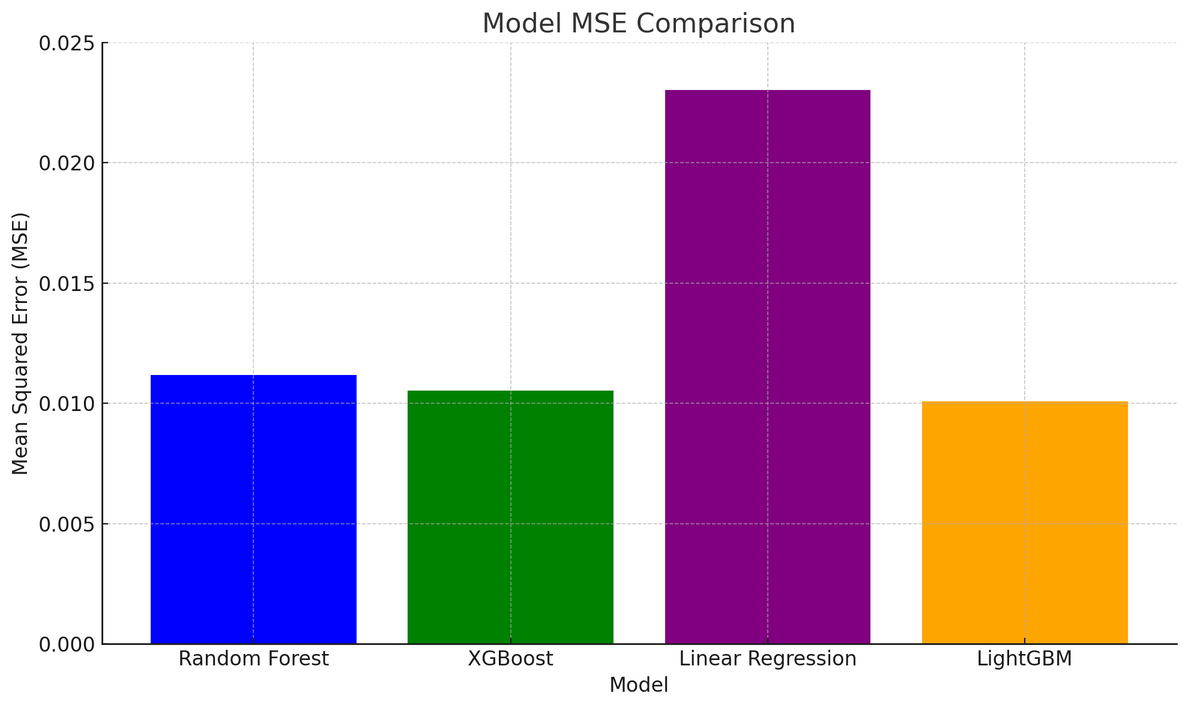 Model MSE Comparison
Mean Squared Error (MSE)
0.025
0.020
0.015
0.010
0.005
0.000
Random Forest
XGBoost
Linear Regression
LightGBM
Model